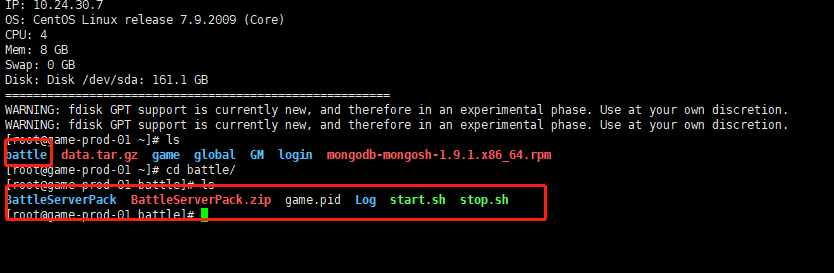 IP: 10.24.30.7
OS: CentOS Linux release 7.9.2009 (Core)
CPU: 4
Mem: 8 GB
Swap: 0 GB
Disk: Disk /dev/sda: 161.1 GB
=======================================================
WARNING: fdisk GPT support is currently new, and therefore in an experimental phase. Use at your own discretion.
WARNING: fdisk GPT support is currently new, and therefore in an experimental phase. Use at your own discretion.
[root@game-prod-01 ~]# ls
battle data.tar.gz game global GM login mongodb-mongosh-1.9.1.x86_64.rpm
[root@game-prod-01 ~]# cd battle/
[root@game-prod-01 battle]# ls
BattleServerPack BattleServerPack.zip game.pid Log start.sh stop.sh
[root@game-prod-01 battle]#